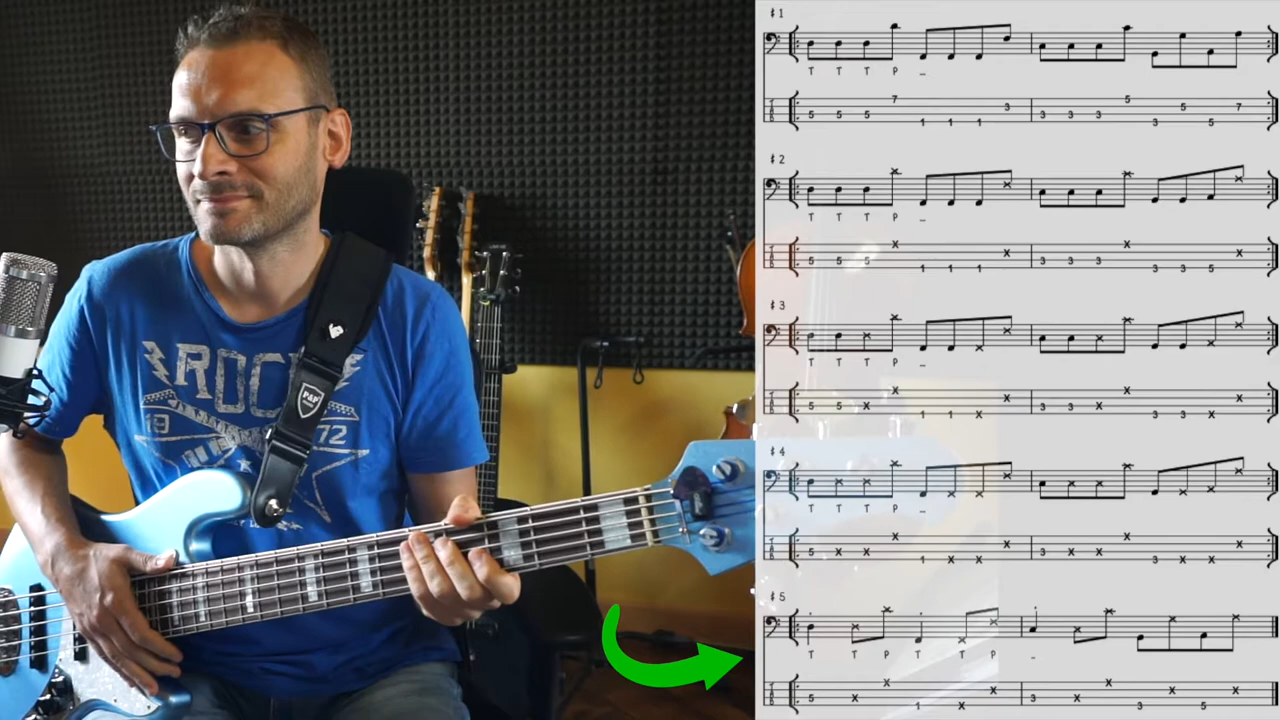 ROCK
19 72
P&P
#1
T T T P _
T A B 5 5 5 7 1 1 1 3 3 3 3 5 3 5 5 7
#2
T T T P _
T A B 5 5 5 X 1 1 1 X 3 3 3 X 3 3 5 X
#3
T T T P _
T A B 5 5 X X 1 1 X X 3 3 X X 3 3 X X
#4
T T T P _
T A B 5 X X X 1 X X X 3 X X X 3 X X X
#5
T T P T T P _
T A B 5 X X 1 X X 3 X X 3 X 5 X